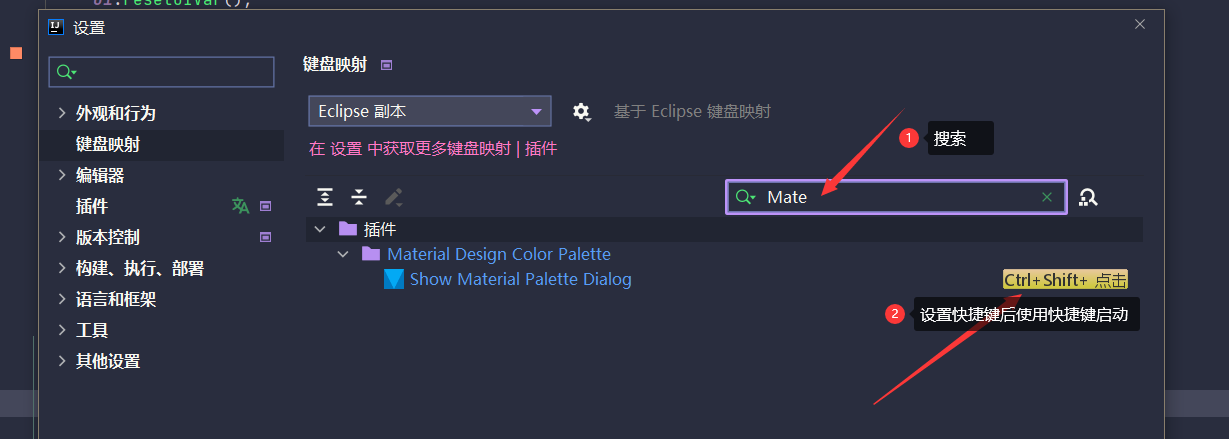 设置
键盘映射
Eclipse 副本
基于 Eclipse 键盘映射
在 设置 中获取更多键盘映射 | 插件
外观和行为
键盘映射
编辑器
插件
版本控制
构建、执行、部署
语言和框架
工具
其他设置
1 搜索
Mate
插件
Material Design Color Palette
Show Material Palette Dialog
Ctrl+Shift+ 点击
2 设置快捷键后使用快捷键启动